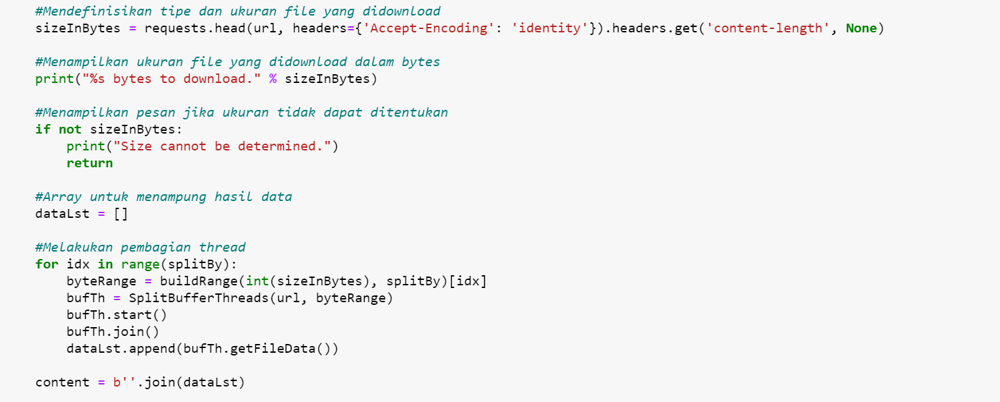 #Mendefinisikan tipe dan ukuran file yang didownload
sizeInBytes = requests.head(url, headers={'Accept-Encoding': 'identity'}).headers.get('content-length', None)
#Menampilkan ukuran file yang didownload dalam bytes
print("%s bytes to download." % sizeInBytes)
#Menampilkan pesan jika ukuran tidak dapat ditentukan
if not sizeInBytes:
    print("Size cannot be determined.")
    return
#Array untuk menampung hasil data
dataLst = []
#Melakukan pembagian thread
for idx in range(splitBy):
    byteRange = buildRange(int(sizeInBytes), splitBy)[idx]
    bufTh = SplitBufferThreads(url, byteRange)
    bufTh.start()
    bufTh.join()
    dataLst.append(bufTh.getFileData())
content = b''.join(dataLst)